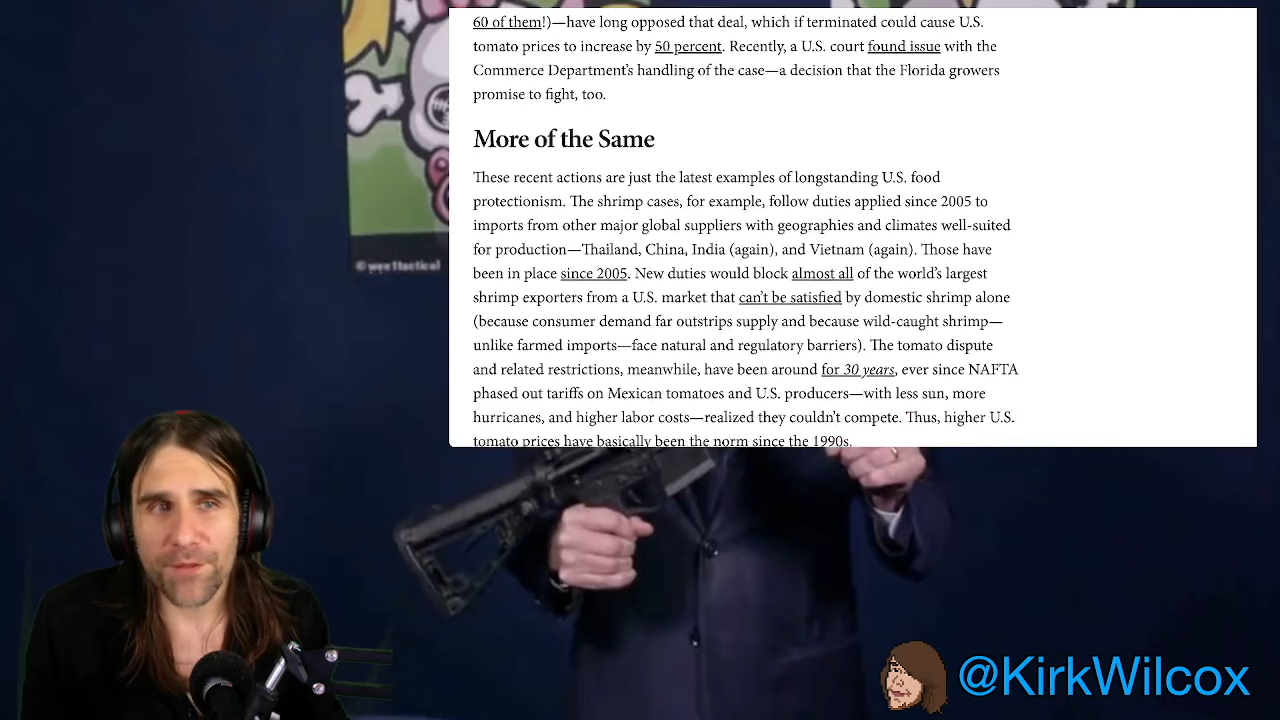 60 of them!)—have long opposed that deal, which if terminated could cause U.S.
tomato prices to increase by 50 percent. Recently, a U.S. court found issue with the
Commerce Department's handling of the case—a decision that the Florida growers
promise to fight, too.
More of the Same
These recent actions are just the latest examples of longstanding U.S. food
protectionism. The shrimp cases, for example, follow duties applied since 2005 to
imports from other major global suppliers with geographies and climates well-suited
for production—Thailand, China, India (again), and Vietnam (again). Those have
been in place since 2005. New duties would block almost all of the world's largest
shrimp exporters from a U.S. market that can't be satisfied by domestic shrimp alone
(because consumer demand far outstrips supply and because wild-caught shrimp—
unlike farmed imports—face natural and regulatory barriers). The tomato dispute
and related restrictions, meanwhile, have been around for 30 years, ever since NAFTA
phased out tariffs on Mexican tomatoes and U.S. producers—with less sun, more
hurricanes, and higher labor costs—realized they couldn't compete. Thus, higher U.S.
tomato prices have basically been the norm since the 1990s.
©wee1tactical
@KirkWilcox